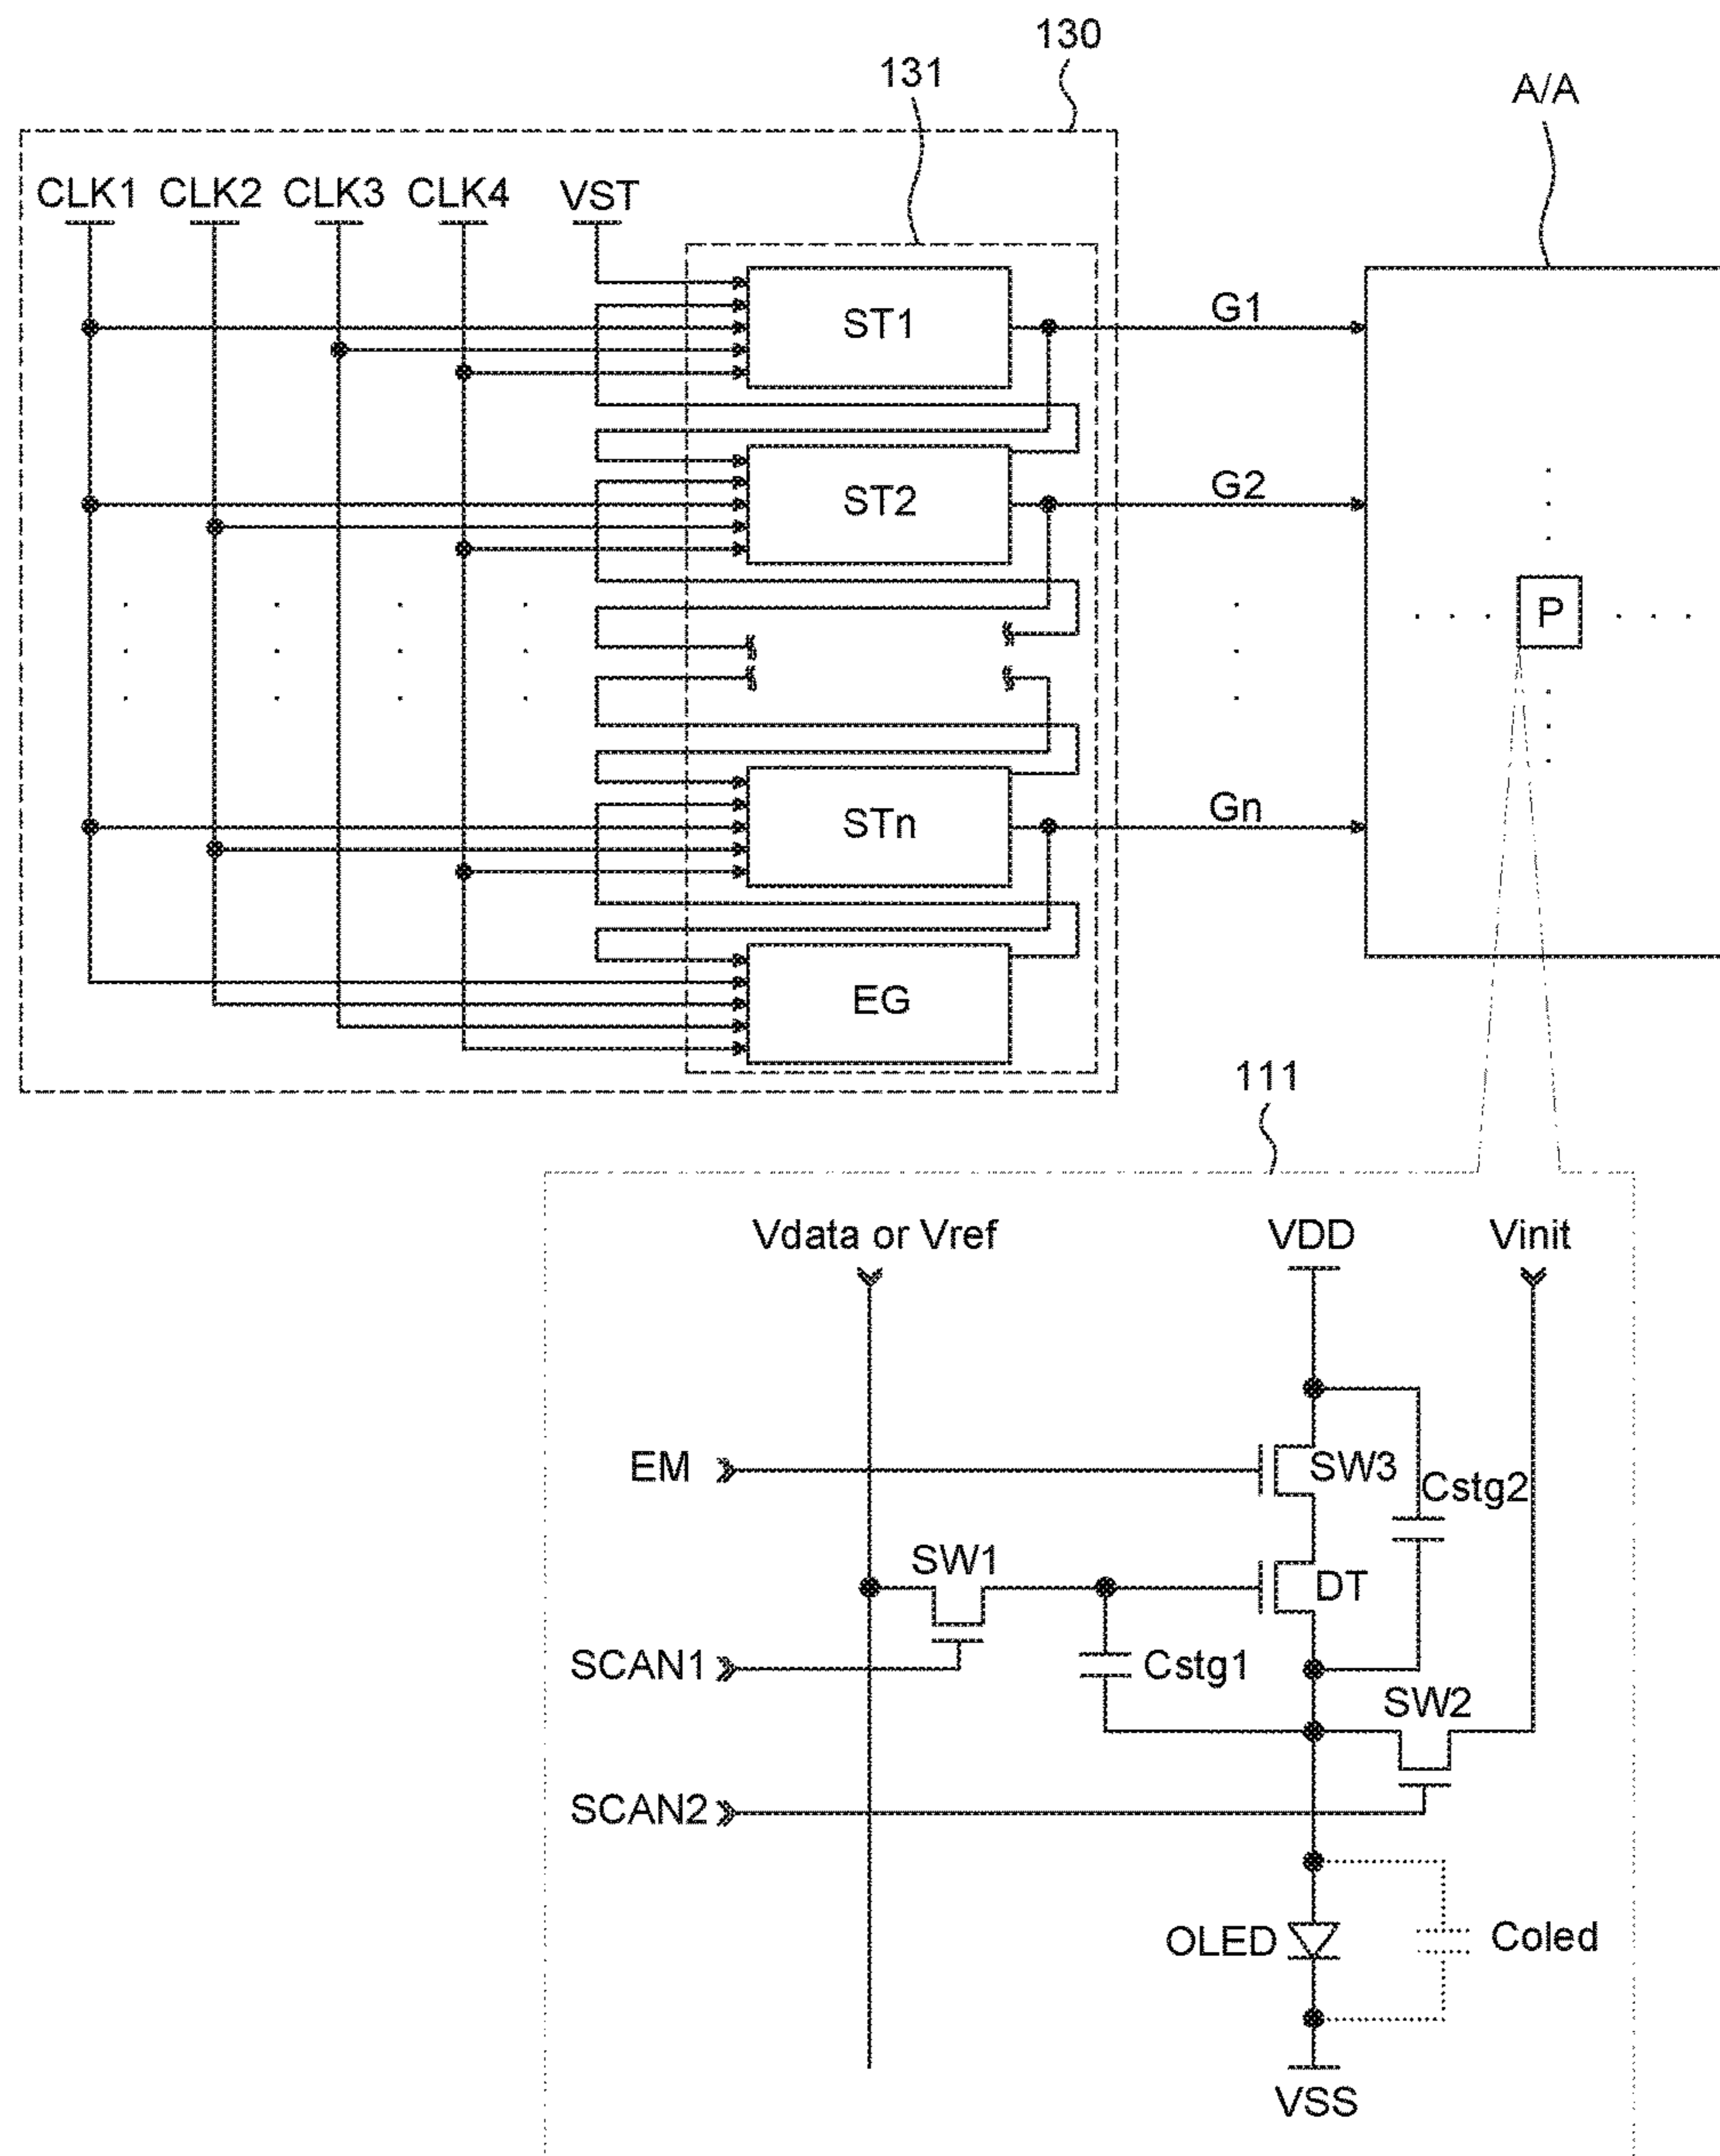 130
131
A/A
CLK1 CLK2 CLK3 CLK4 VST
ST1
G1
ST2
G2
P
STn
Gn
EG
111
Vdata or Vref
VDD
Vinit
EM
SW3
Cstg2
SW1
DT
SCAN1
Cstg1
SW2
SCAN2
OLED
Coled
VSS